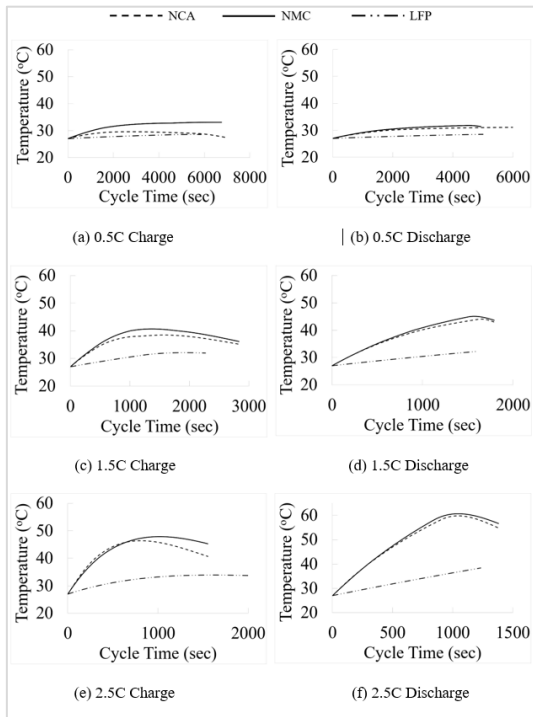 NCA NMC LFP
Temperature (°C)
60
50
40
30
20
0 2000 4000 6000 8000
Cycle Time (sec)
(a) 0.5C Charge
Temperature (°C)
60
50
40
30
20
0 2000 4000 6000
Cycle Time (sec)
(b) 0.5C Discharge
Temperature (°C)
60
50
40
30
20
0 1000 2000 3000
Cycle Time (sec)
(c) 1.5C Charge
Temperature (°C)
60
50
40
30
20
0 1000 2000
Cycle Time (sec)
(d) 1.5C Discharge
Temperature (°C)
60
50
40
30
20
0 500 1000 1500 2000
Cycle Time (sec)
(e) 2.5C Charge
Temperature (°C)
60
50
40
30
20
0 500 1000 1500
Cycle Time (sec)
(f) 2.5C Discharge